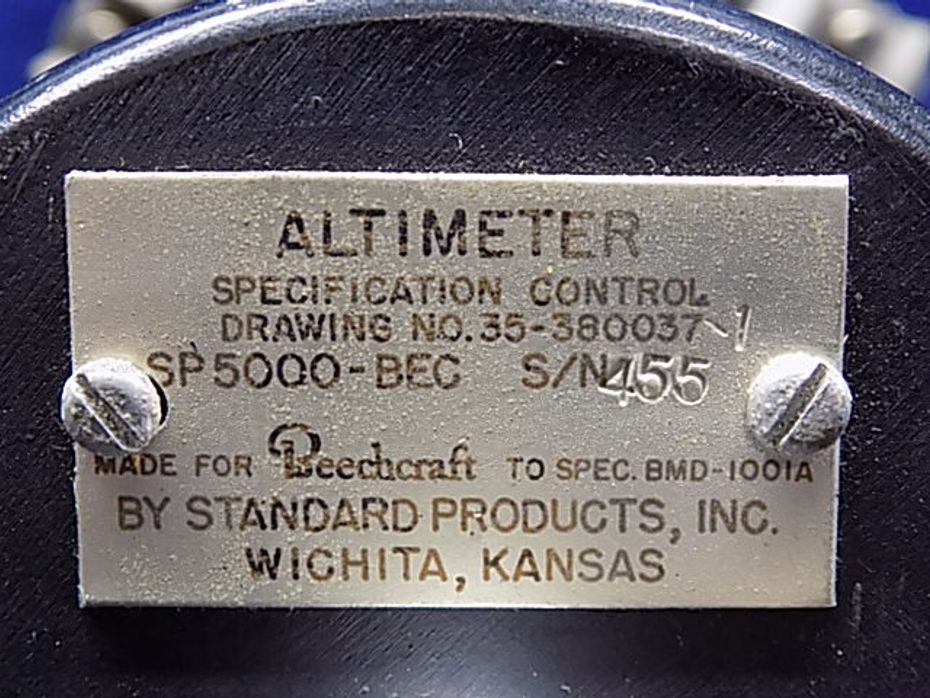 ALTIMETER
SPECIFICATION CONTROL
DRAWING NO.35-380037-1
SP5000-BEC S/N455
MADE FOR Beechcraft TO SPEC. BMD-1001A
BY STANDARD PRODUCTS, INC.
WICHITA, KANSAS